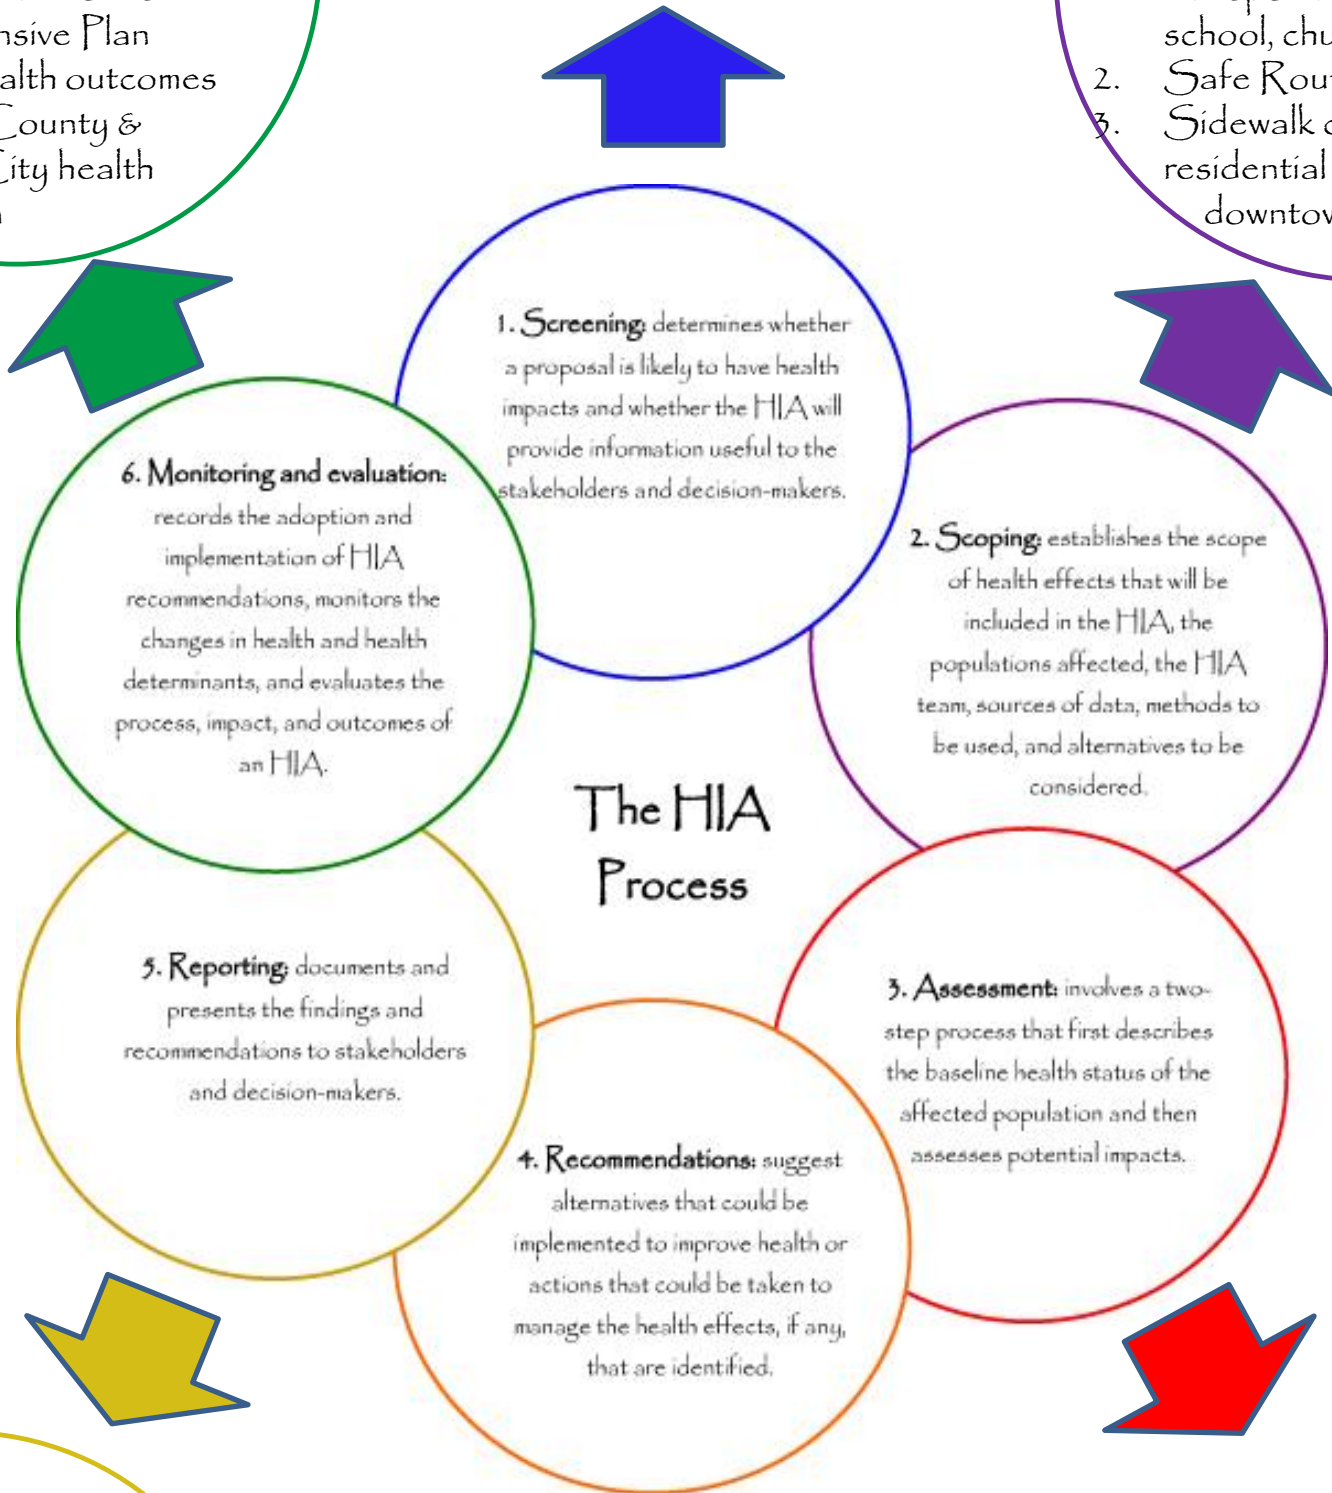 nsive Plan
alth outcomes
County &
City health
school, chu
2. Safe Rou
3. Sidewalk
residential
downtow
1. Screening: determines whether
a proposal is likely to have health
impacts and whether the HIA will
provide information useful to the
stakeholders and decision-makers.
6. Monitoring and evaluation:
records the adoption and
implementation of HIA
recommendations, monitors the
changes in health and health
determinants, and evaluates the
process, impact, and outcomes of
an HIA.
2. Scoping: establishes the scope
of health effects that will be
included in the HIA, the
populations affected, the HIA
team, sources of data, methods to
be used, and alternatives to be
considered.
The HIA
Process
5. Reporting: documents and
presents the findings and
recommendations to stakeholders
and decision-makers.
3. Assessment: involves a two-
step process that first describes
the baseline health status of the
affected population and then
assesses potential impacts.
4. Recommendations: suggest
alternatives that could be
implemented to improve health or
actions that could be taken to
manage the health effects, if any,
that are identified.